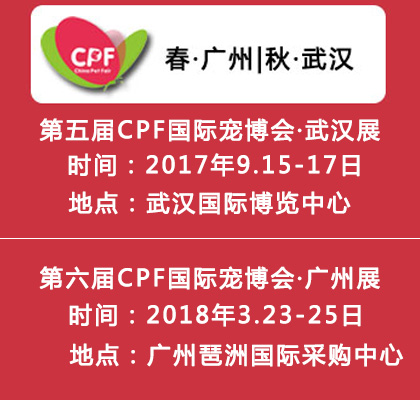 CPF
China Pet Fair
春·广州|秋·武汉
第五届CPF国际宠博会·武汉展
时间：2017年9.15-17日
地点：武汉国际博览中心
第六届CPF国际宠博会·广州展
时间：2018年3.23-25日
地点：广州琶洲国际采购中心